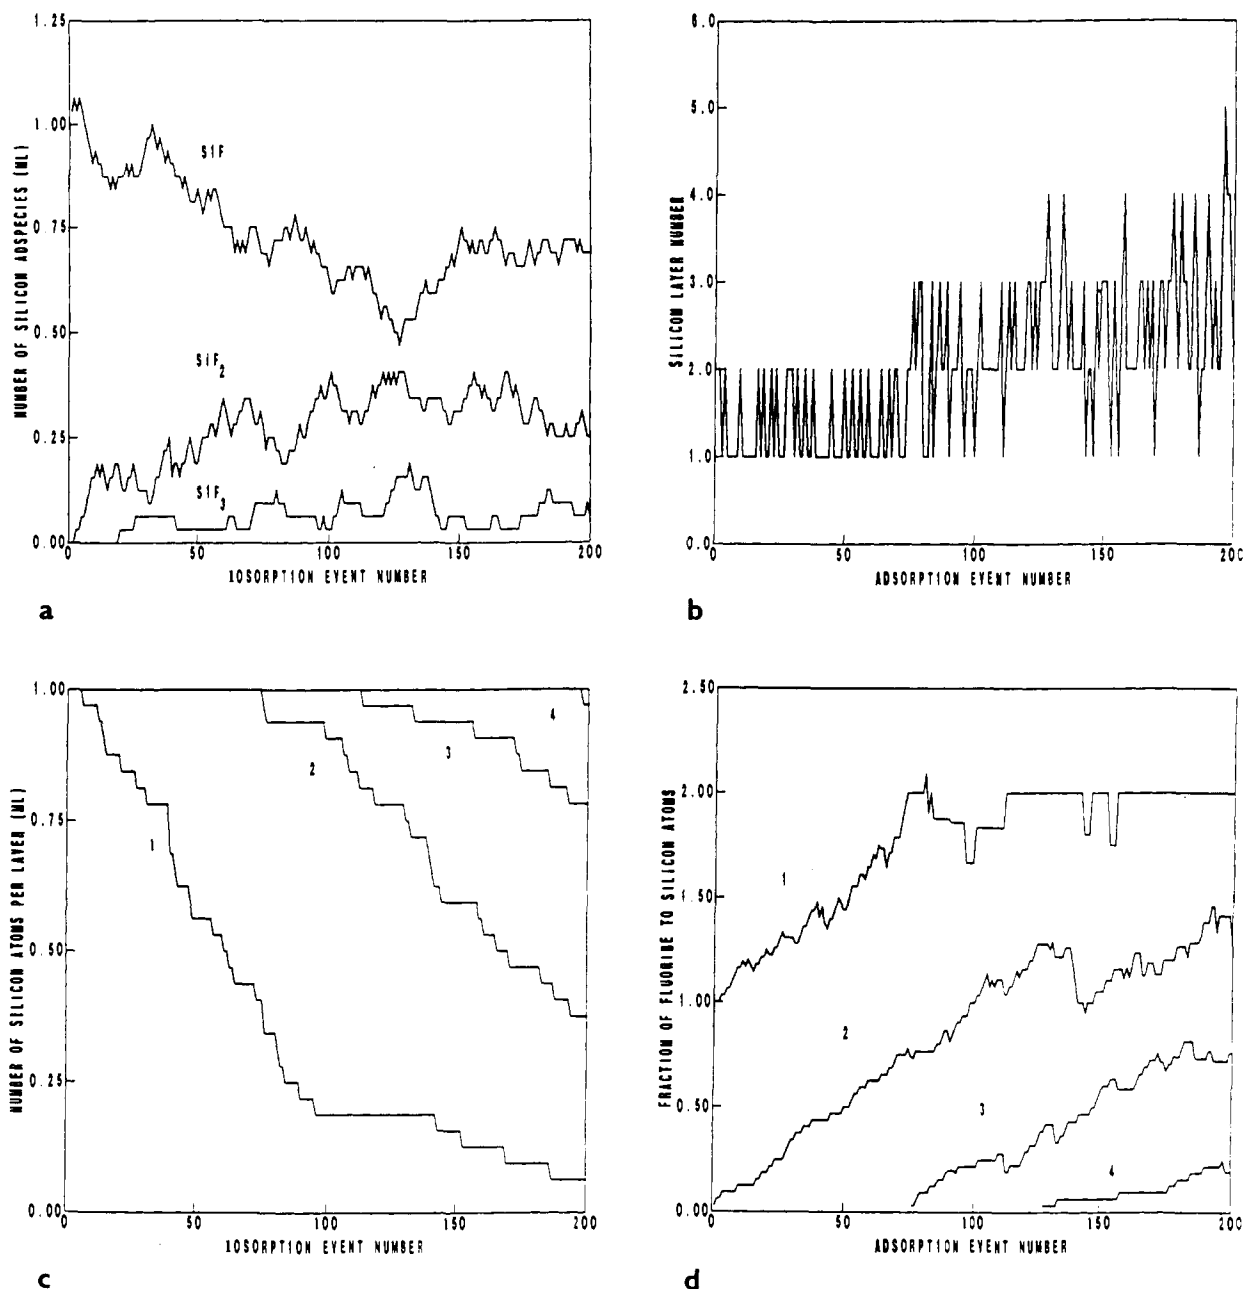 1.25
1.00
0.75
0.50
0.25
0.00
NUMBER OF SILICON ADSPECIES (ML)
SIF
SIF2
SIF3
0 50 100 150 200
IOSORPTION EVENT NUMBER
a
6.0
5.0
4.0
3.0
2.0
1.0
0.0
SILICON LAYER NUMBER
0 50 100 150 200
ADSORPTION EVENT NUMBER
b
1.00
0.75
0.50
0.25
0.00
NUMBER OF SILICON ATOMS PER LAYER (ML)
1
2
3
4
0 50 100 150 200
IOSORPTION EVENT NUMBER
c
2.50
2.00
1.50
1.00
0.50
0.00
FRACTION OF FLUORIBE TO SILICON ATOMS
1
2
3
4
0 50 100 150 200
ADSORPTION EVENT NUMBER
d